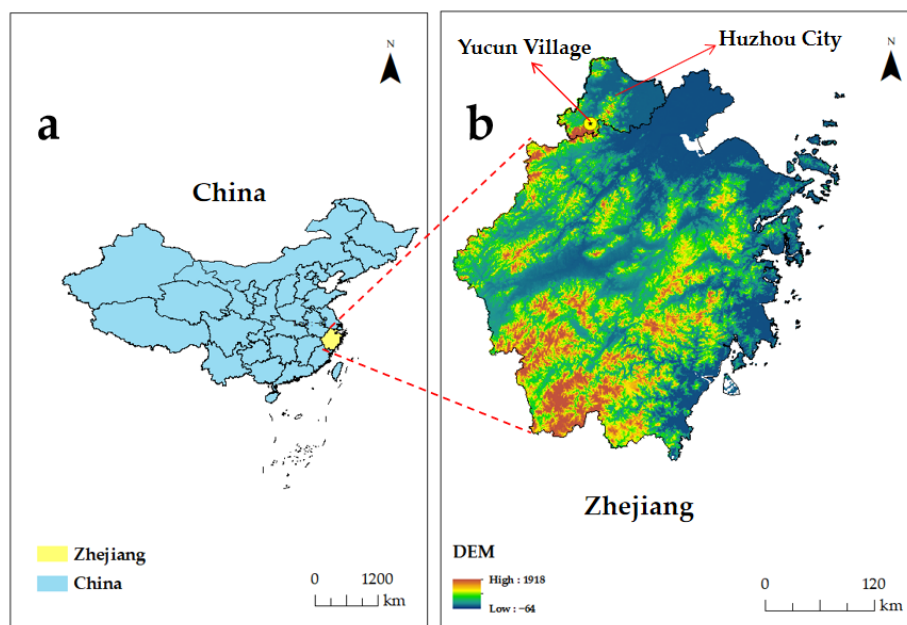 N
a
China
Zhejiang
China
0 1200
km
Yucun Village
Huzhou City
N
b
Zhejiang
DEM
High : 1918
Low : −64
0 120
km